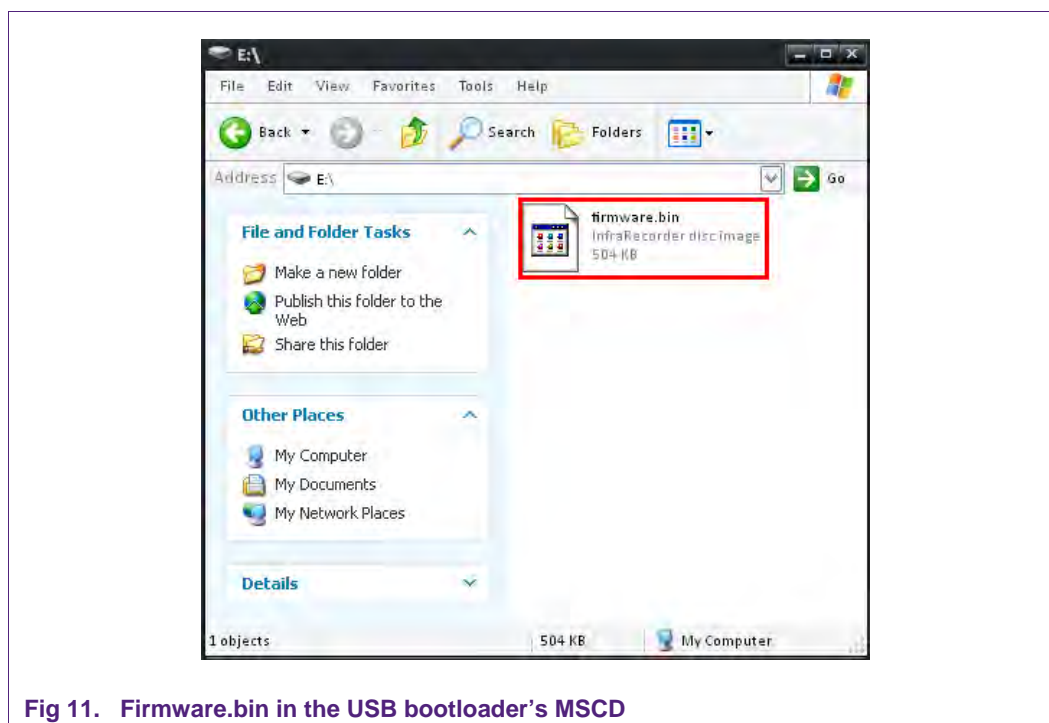 E:\
File Edit View Favorites Tools Help
Back Search Folders
Address E:\ Go
firmware.bin
InfraRecorder disc image
504 KB
File and Folder Tasks
Make a new folder
Publish this folder to the
Web
Share this folder
Other Places
My Computer
My Documents
My Network Places
Details
1 objects 504 KB My Computer
Fig 11. Firmware.bin in the USB bootloader's MSCD